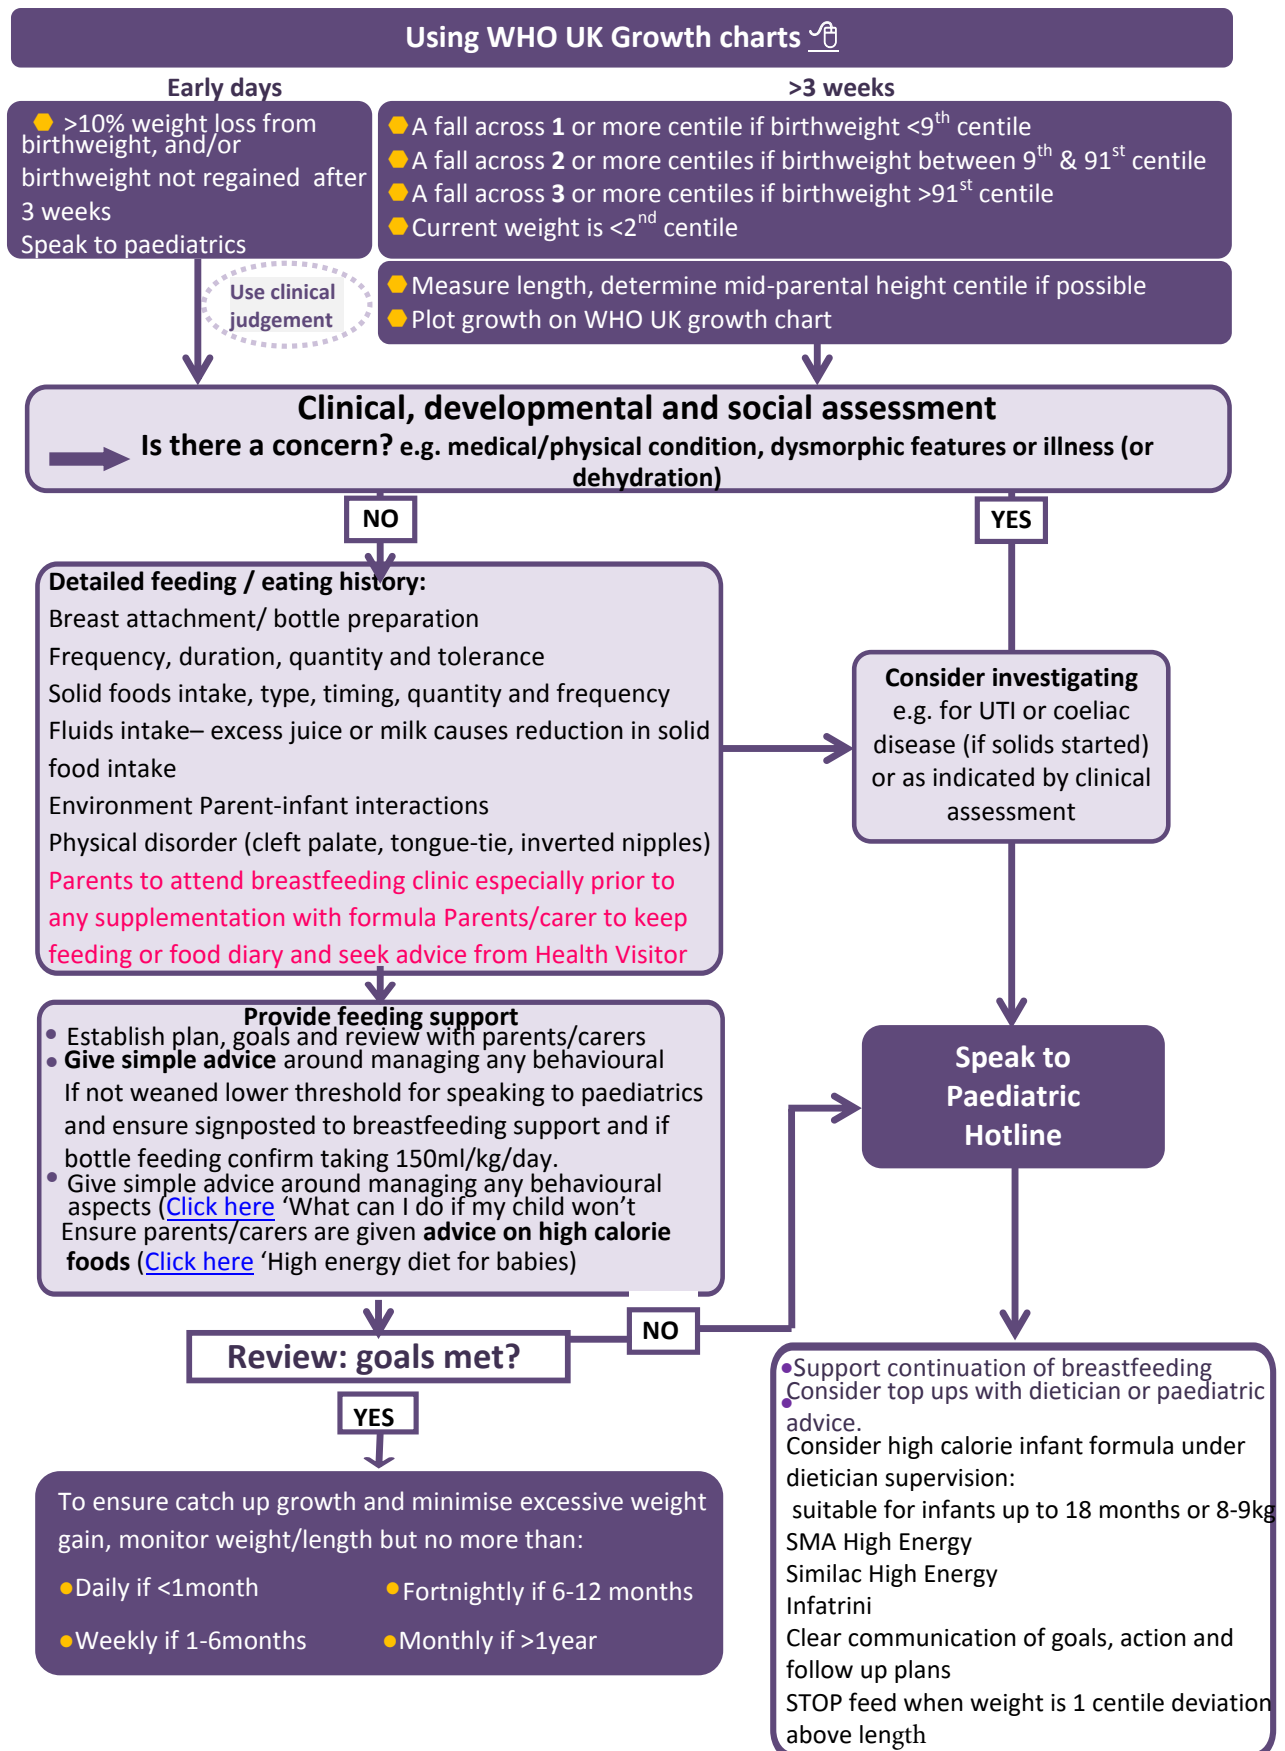 Using WHO UK Growth charts
Early days
>10% weight loss from
birthweight, and/or
birthweight not regained after
3 weeks
Speak to paediatrics
>3 weeks
A fall across 1 or more centile if birthweight <9th centile
A fall across 2 or more centiles if birthweight between 9th & 91st centile
A fall across 3 or more centiles if birthweight >91st centile
Current weight is <2nd centile
Use clinical
judgement
Measure length, determine mid-parental height centile if possible
Plot growth on WHO UK growth chart
Clinical, developmental and social assessment
Is there a concern? e.g. medical/physical condition, dysmorphic features or illness (or
dehydration)
NO
YES
Detailed feeding / eating history:
Breast attachment/ bottle preparation
Frequency, duration, quantity and tolerance
Solid foods intake, type, timing, quantity and frequency
Fluids intake– excess juice or milk causes reduction in solid
food intake
Environment Parent-infant interactions
Physical disorder (cleft palate, tongue-tie, inverted nipples)
Parents to attend breastfeeding clinic especially prior to
any supplementation with formula Parents/carer to keep
feeding or food diary and seek advice from Health Visitor
Consider investigating
e.g. for UTI or coeliac
disease (if solids started)
or as indicated by clinical
assessment
Provide feeding support
• Establish plan, goals and review with parents/carers
• Give simple advice around managing any behavioural
If not weaned lower threshold for speaking to paediatrics
and ensure signposted to breastfeeding support and if
bottle feeding confirm taking 150ml/kg/day.
• Give simple advice around managing any behavioural
aspects (Click here ‘What can I do if my child won’t
Ensure parents/carers are given advice on high calorie
foods (Click here ‘High energy diet for babies)
Speak to
Paediatric
Hotline
NO
Review: goals met?
YES
To ensure catch up growth and minimise excessive weight
gain, monitor weight/length but no more than:
•Daily if <1month
•Fortnightly if 6-12 months
•Weekly if 1-6months
•Monthly if >1year
•Support continuation of breastfeeding
•Consider top ups with dietician or paediatric
advice.
Consider high calorie infant formula under
dietician supervision:
suitable for infants up to 18 months or 8-9kg
SMA High Energy
Similac High Energy
Infatrini
Clear communication of goals, action and
follow up plans
STOP feed when weight is 1 centile deviation
above length